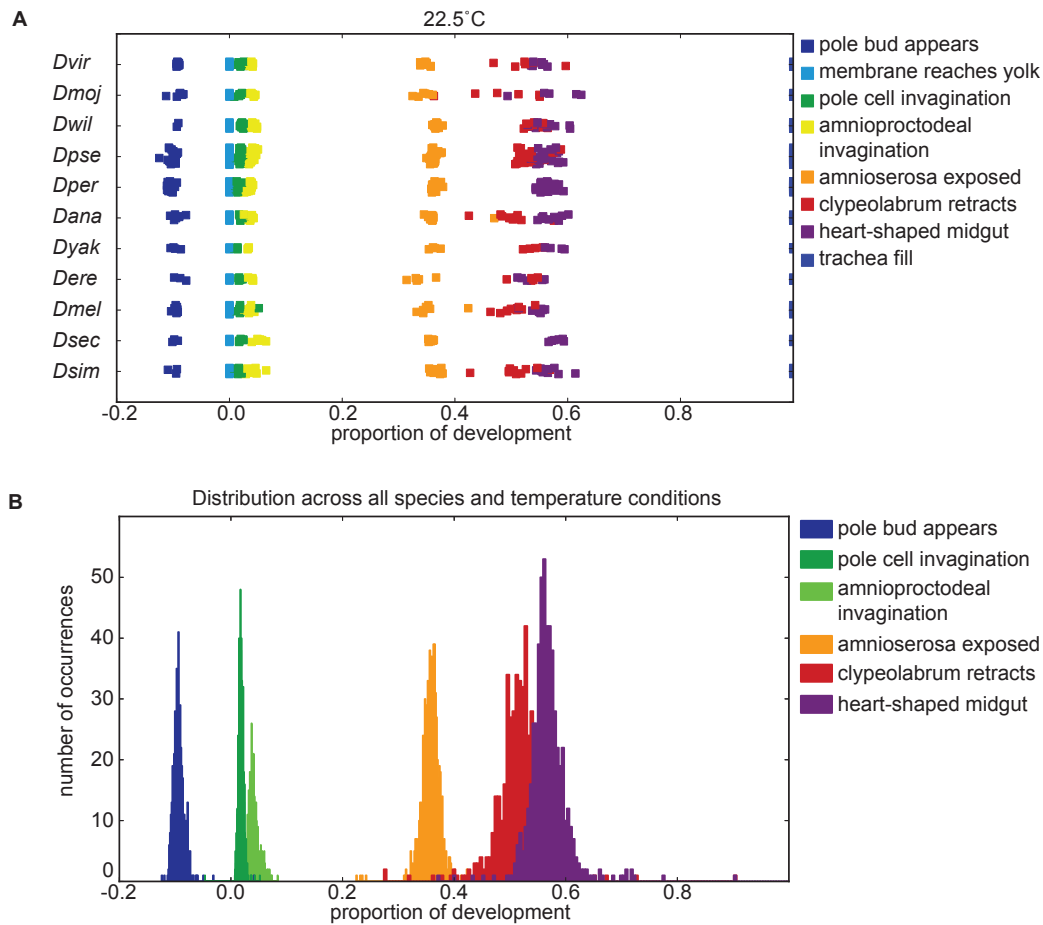 A
22.5˚C
Dvir
Dmoj
Dwil
Dpse
Dper
Dana
Dyak
Dere
Dmel
Dsec
Dsim
-0.2
0.0
0.2
0.4
0.6
0.8
proportion of development
pole bud appears
membrane reaches yolk
pole cell invagination
amnioproctodeal
invagination
amnioserosa exposed
clypeolabrum retracts
heart-shaped midgut
trachea fill
B
Distribution across all species and temperature conditions
number of occurrences
50
40
30
20
10
0
-0.2
0.0
0.2
0.4
0.6
0.8
proportion of development
pole bud appears
pole cell invagination
amnioproctodeal
invagination
amnioserosa exposed
clypeolabrum retracts
heart-shaped midgut